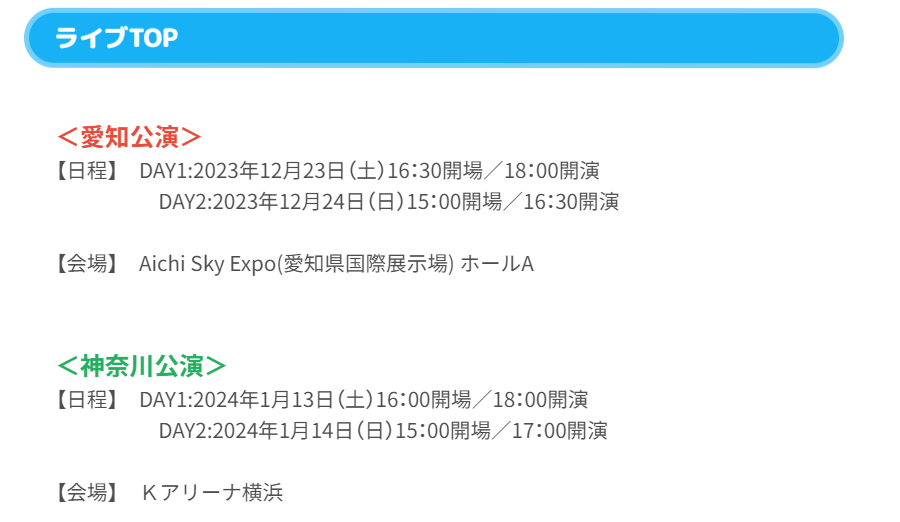 ライブTOP
＜愛知公演＞
【日程】　DAY1:2023年12月23日（土）16：30開場／18：00開演
DAY2:2023年12月24日（日）15：00開場／16：30開演
【会場】　Aichi Sky Expo(愛知県国際展示場) ホールA
＜神奈川公演＞
【日程】　DAY1:2024年1月13日（土）16：00開場／18：00開演
DAY2:2024年1月14日（日）15：00開場／17：00開演
【会場】　Ｋアリーナ横浜